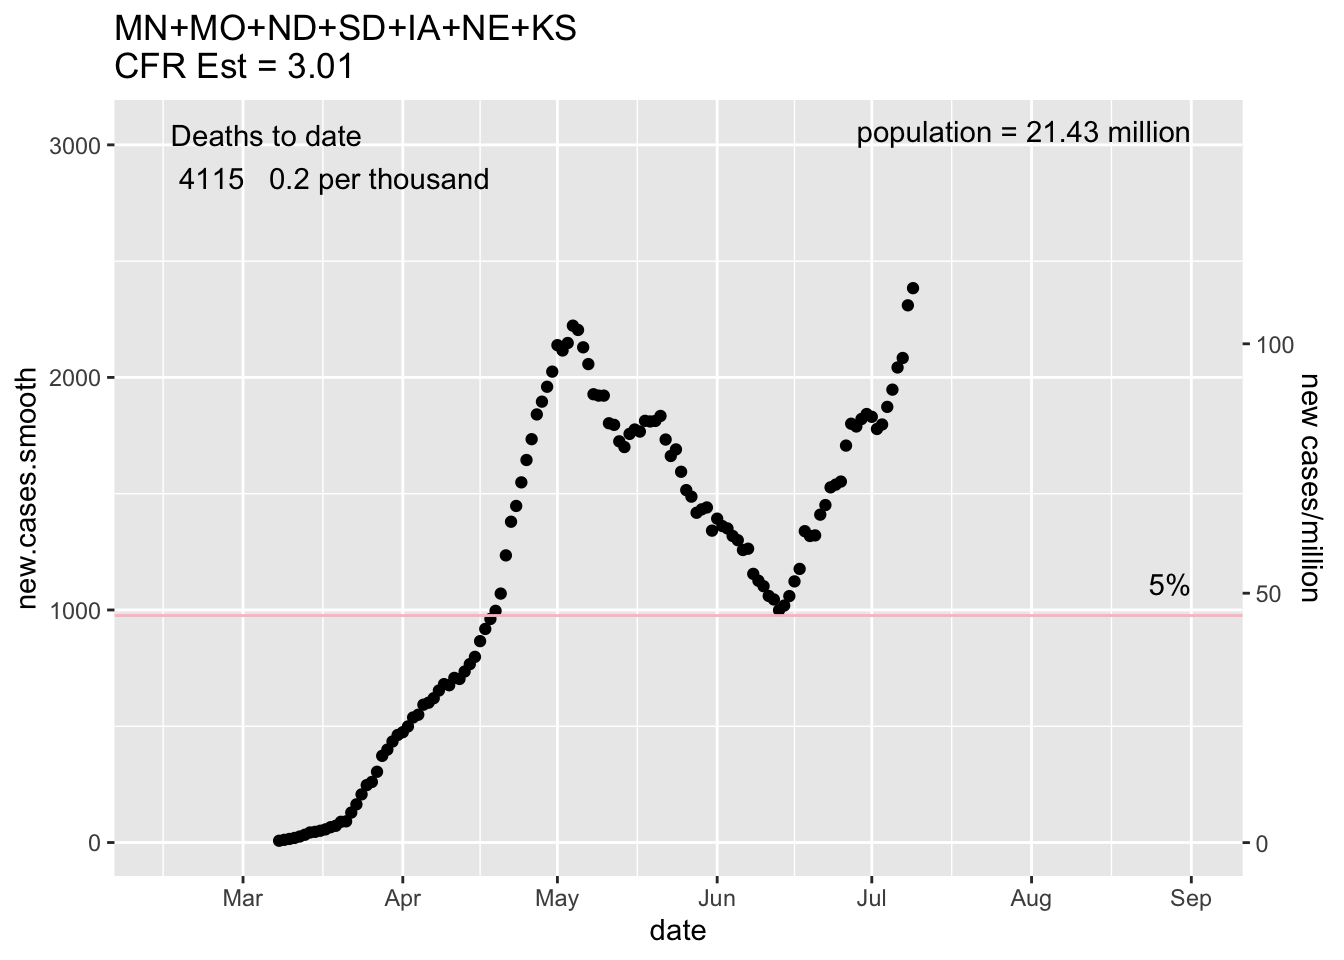 MN+MO+ND+SD+IA+NE+KS
CFR Est = 3.01
Deaths to date
population = 21.43 million
4115 0.2 per thousand
3000
2000
1000
0
new.cases.smooth
100
50
0
new cases/million
5%
Mar Apr May Jun Jul Aug Sep
date